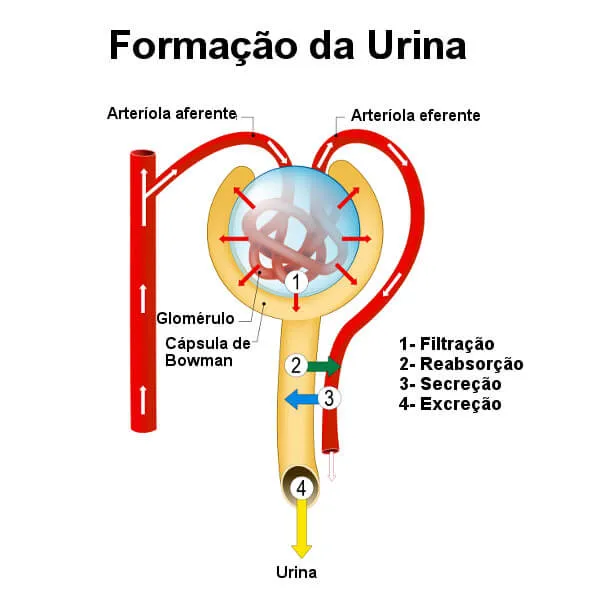 Formação da Urina
Arteríola aferente
Arteríola eferente
1
Glomérulo
Cápsula de
Bowman
1- Filtração
2- Reabsorção
3- Secreção
4- Excreção
2
3
4
Urina